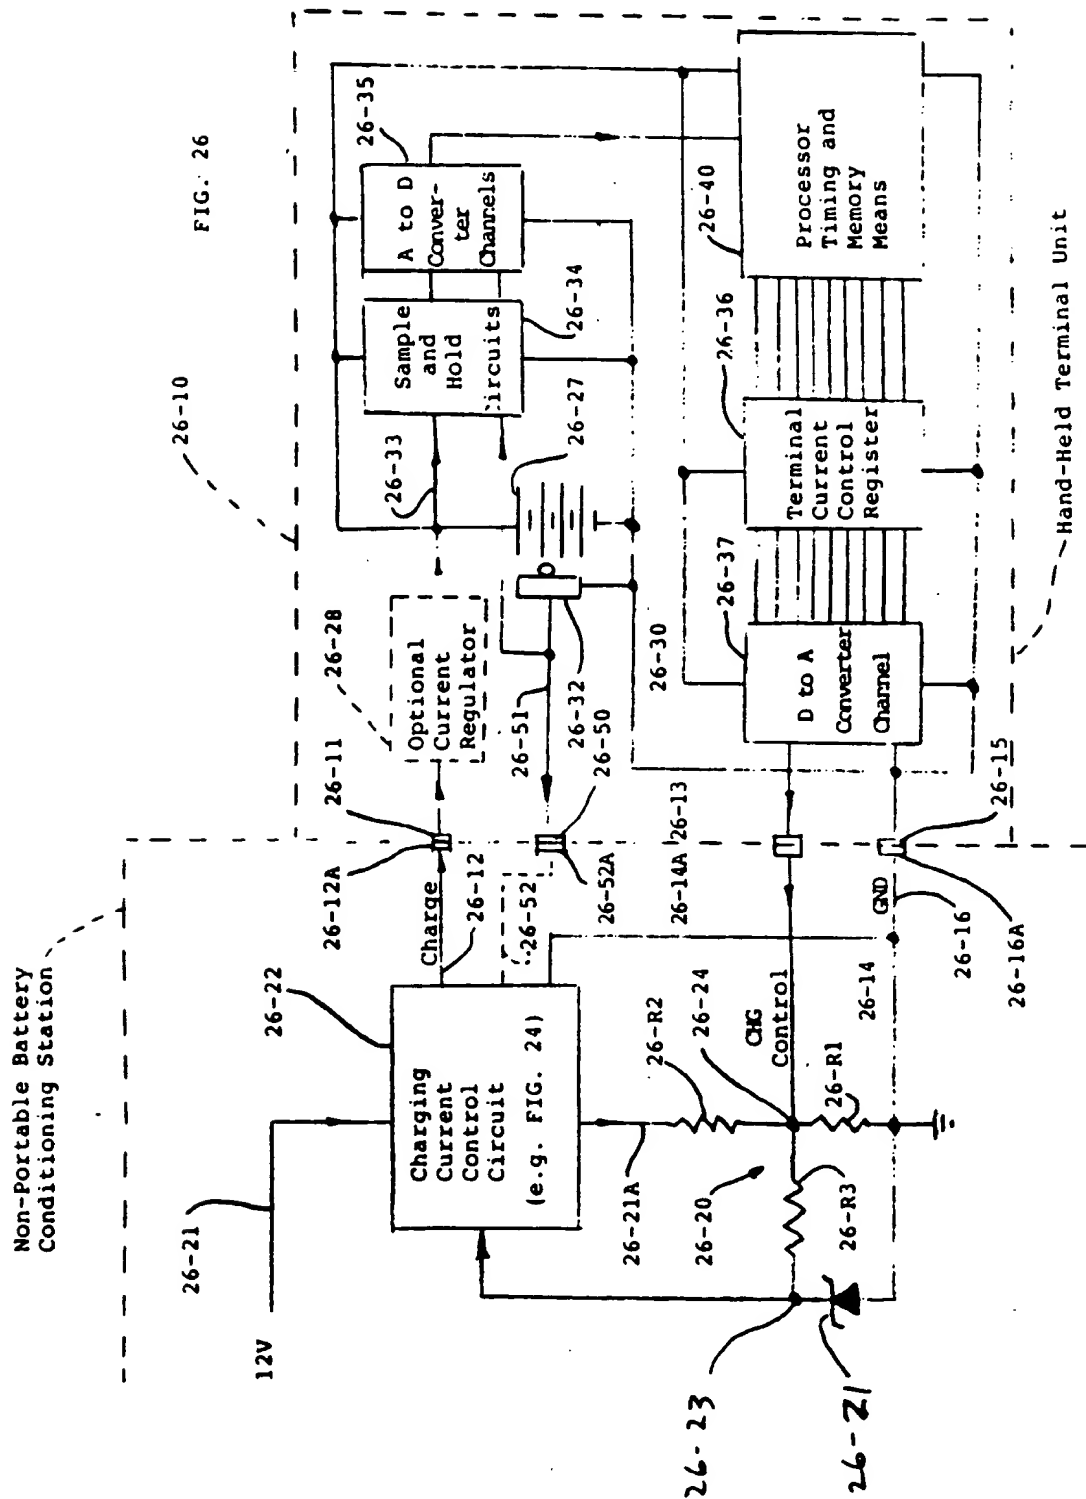 FIG. 26
Non-Portable Battery
Conditioning Station
26-10
26-35
A to D
Conver-
ter
Channels
26-34
Sample
and
Hold
Circuits
26-33
26-27
26-28
Optional
Current
Regulator
26-11
26-12A
Charge
26-12
26-22
26-21
12V
Charging
Current
Control
Circuit
(e.g. FIG. 24)
26-51
26-32
26-50
26-52
26-52A
26-30
26-40
Processor
Timing and
Memory
Means
26-36
Terminal
Current
Control
Register
26-37
D to A
Converter
Channel
26-13
26-14A
26-14
CHG
Control
26-24
26-R2
26-21A
26-20
26-R1
26-R3
GND
26-15
26-16
26-16A
Hand-Held Terminal Unit
26-23
26-Z1